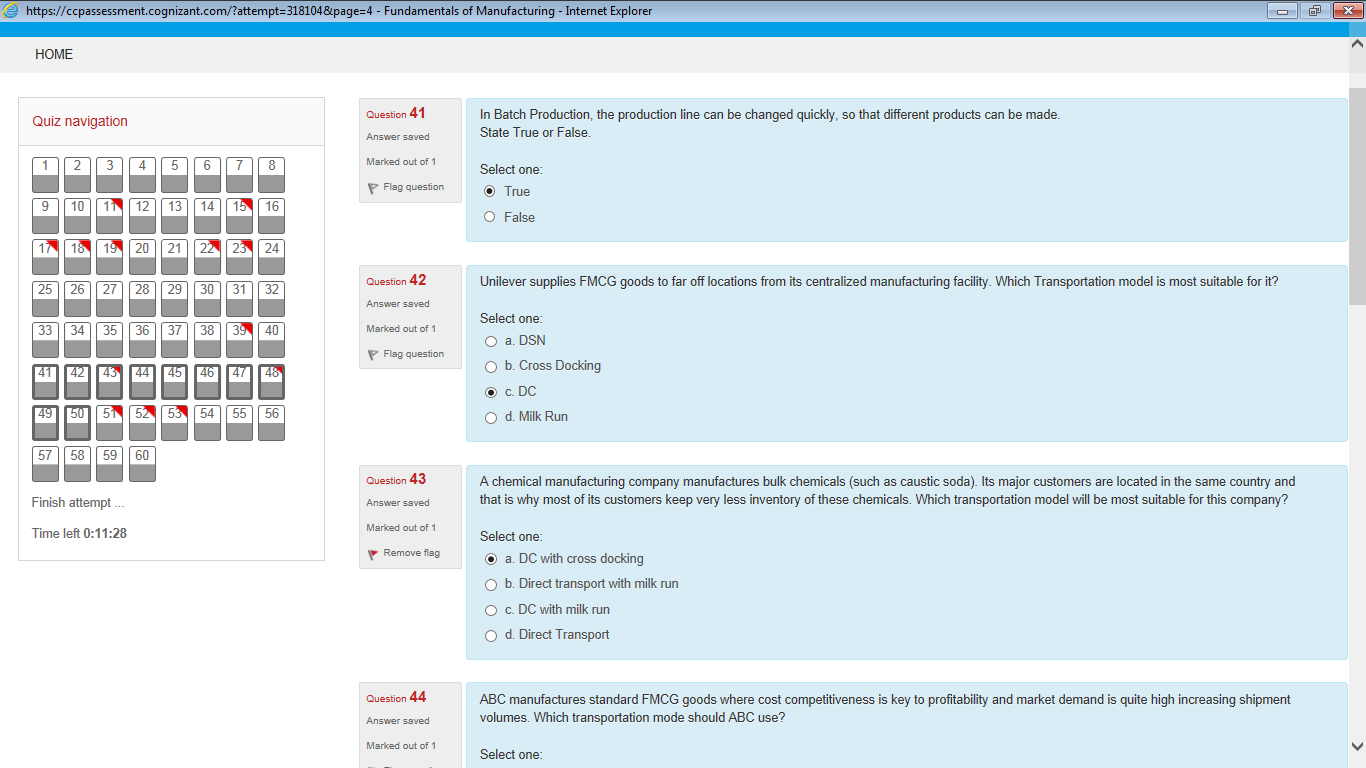 https://ccpassessment.cognizant.com/?attempt=318104&page=4 - Fundamentals of Manufacturing - Internet Explorer
HOME
Quiz navigation
1 2 3 4 5 6 7 8
9 10 11 12 13 14 15 16
17 18 19 20 21 22 23 24
25 26 27 28 29 30 31 32
33 34 35 36 37 38 39 40
41 42 43 44 45 46 47 48
49 50 51 52 53 54 55 56
57 58 59 60
Finish attempt ...
Time left 0:11:28
Question 41
Answer saved
Marked out of 1
Flag question
In Batch Production, the production line can be changed quickly, so that different products can be made.
State True or False.
Select one:
True
False
Question 42
Answer saved
Marked out of 1
Flag question
Unilever supplies FMCG goods to far off locations from its centralized manufacturing facility. Which Transportation model is most suitable for it?
Select one:
a. DSN
b. Cross Docking
c. DC
d. Milk Run
Question 43
Answer saved
Marked out of 1
Remove flag
A chemical manufacturing company manufactures bulk chemicals (such as caustic soda). Its major customers are located in the same country and
that is why most of its customers keep very less inventory of these chemicals. Which transportation model will be most suitable for this company?
Select one:
a. DC with cross docking
b. Direct transport with milk run
c. DC with milk run
d. Direct Transport
Question 44
Answer saved
Marked out of 1
ABC manufactures standard FMCG goods where cost competitiveness is key to profitability and market demand is quite high increasing shipment
volumes. Which transportation mode should ABC use?
Select one: